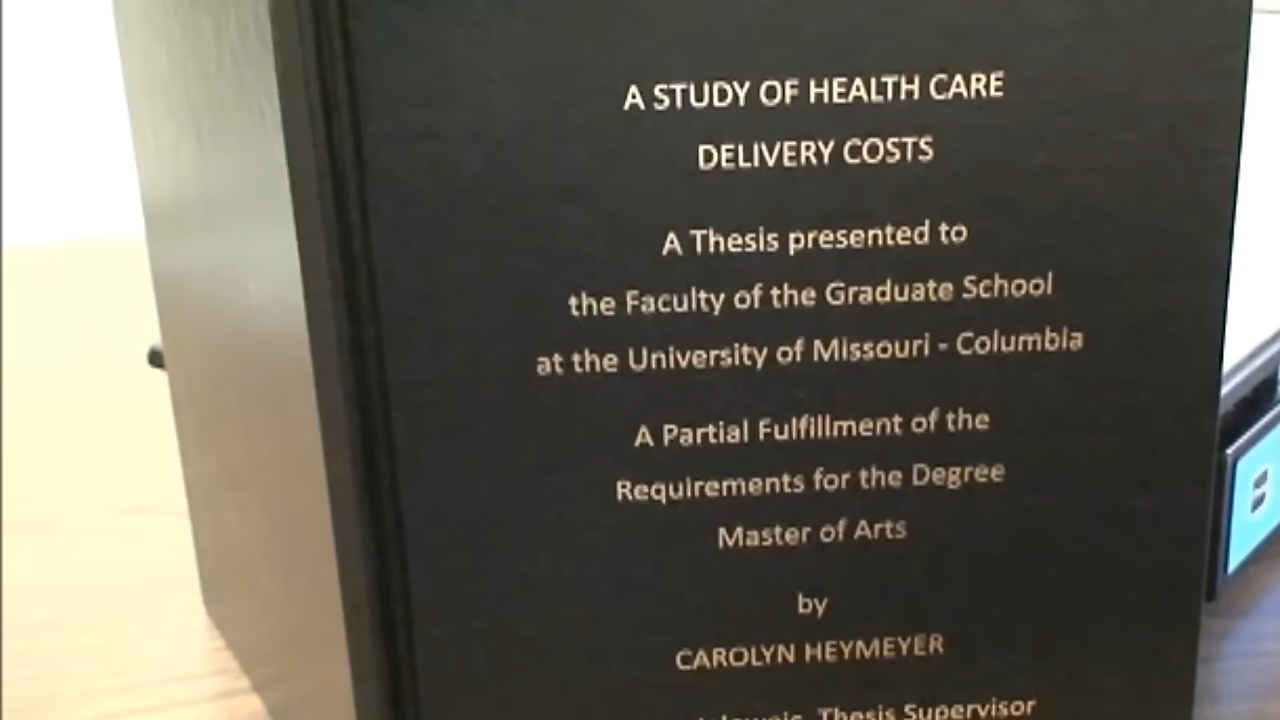 A STUDY OF HEALTH CARE
DELIVERY COSTS
A Thesis presented to
the Faculty of the Graduate School
at the University of Missouri - Columbia
A Partial Fulfillment of the
Requirements for the Degree
Master of Arts
by
CAROLYN HEYMEYER
Thesis Supervisor